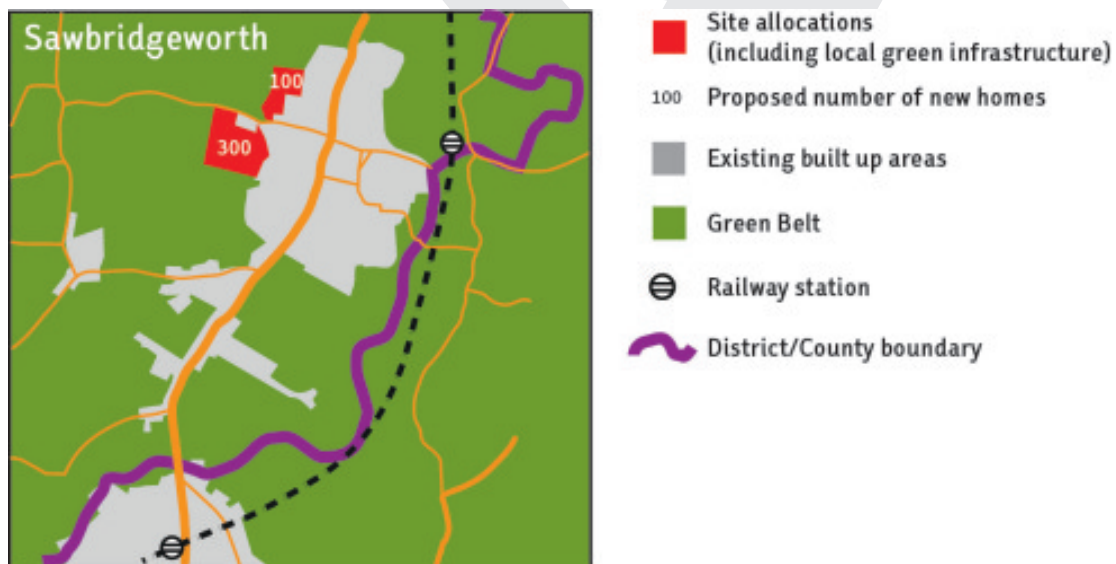 Sawbridgeworth
100
300
Site allocations
(including local green infrastructure)
100 Proposed number of new homes
Existing built up areas
Green Belt
Railway station
District/County boundary